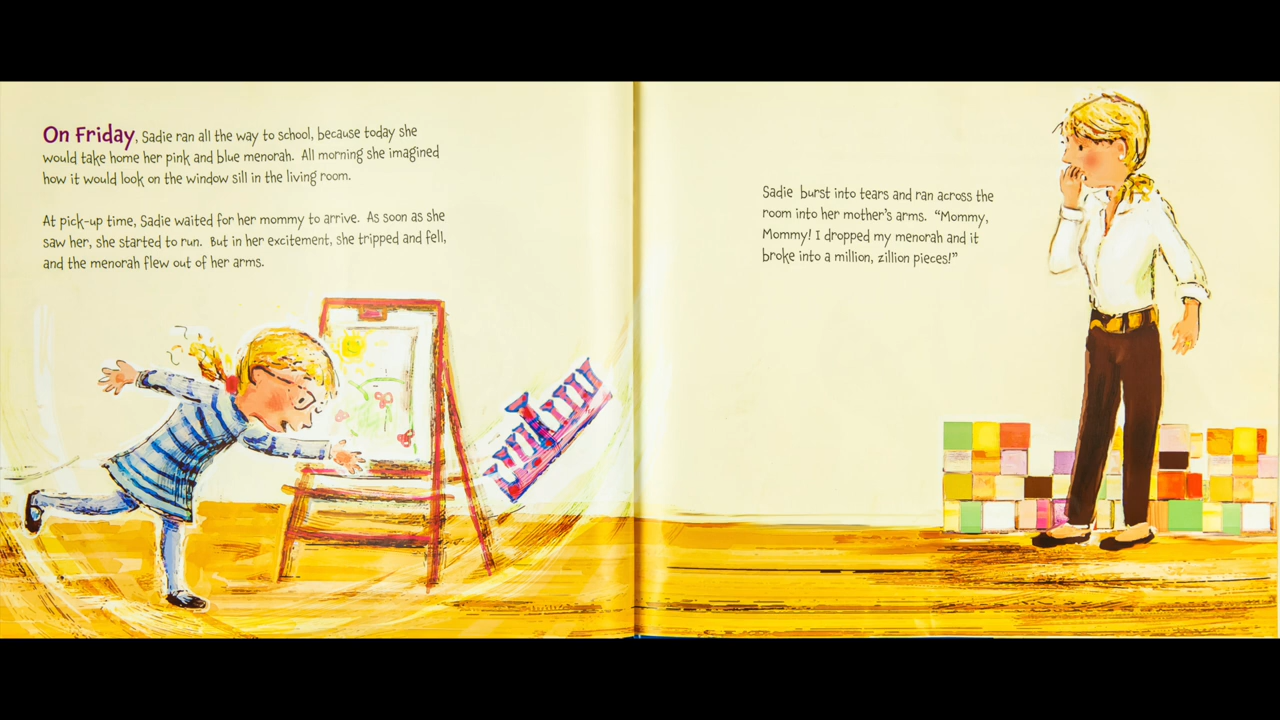 On Friday, Sadie ran all the way to school, because today she
would take home her pink and blue menorah. All morning she imagined
how it would look on the window sill in the living room.
At pick-up time, Sadie waited for her mommy to arrive. As soon as she
saw her, she started to run. But in her excitement, she tripped and fell,
and the menorah flew out of her arms.
Sadie burst into tears and ran across the
room into her mother's arms. "Mommy,
Mommy! I dropped my menorah and it
broke into a million, zillion pieces!"